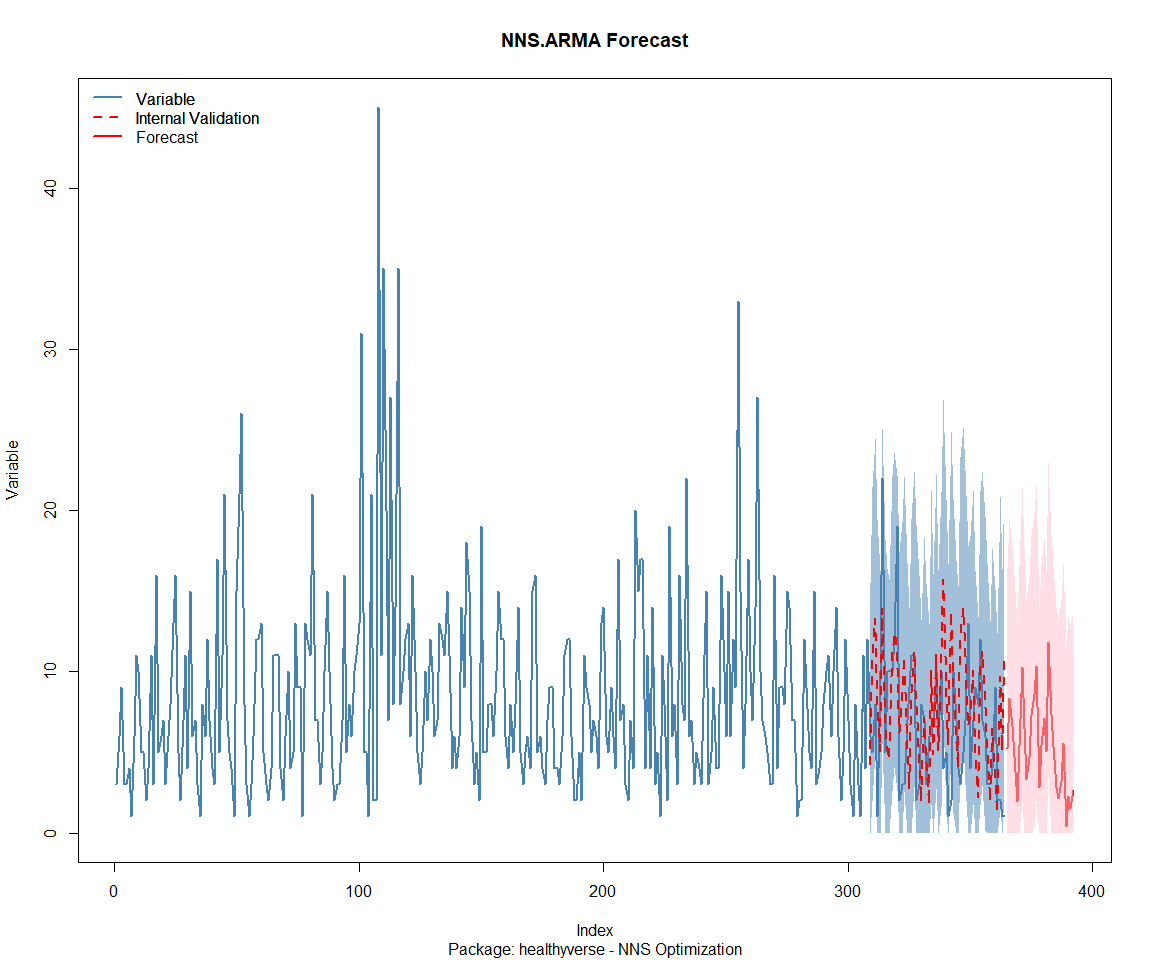 NNS.ARMA Forecast
Variable
Internal Validation
Forecast
Variable
40
30
20
10
0
0 100 200 300 400
Index
Package: healthyverse - NNS Optimization